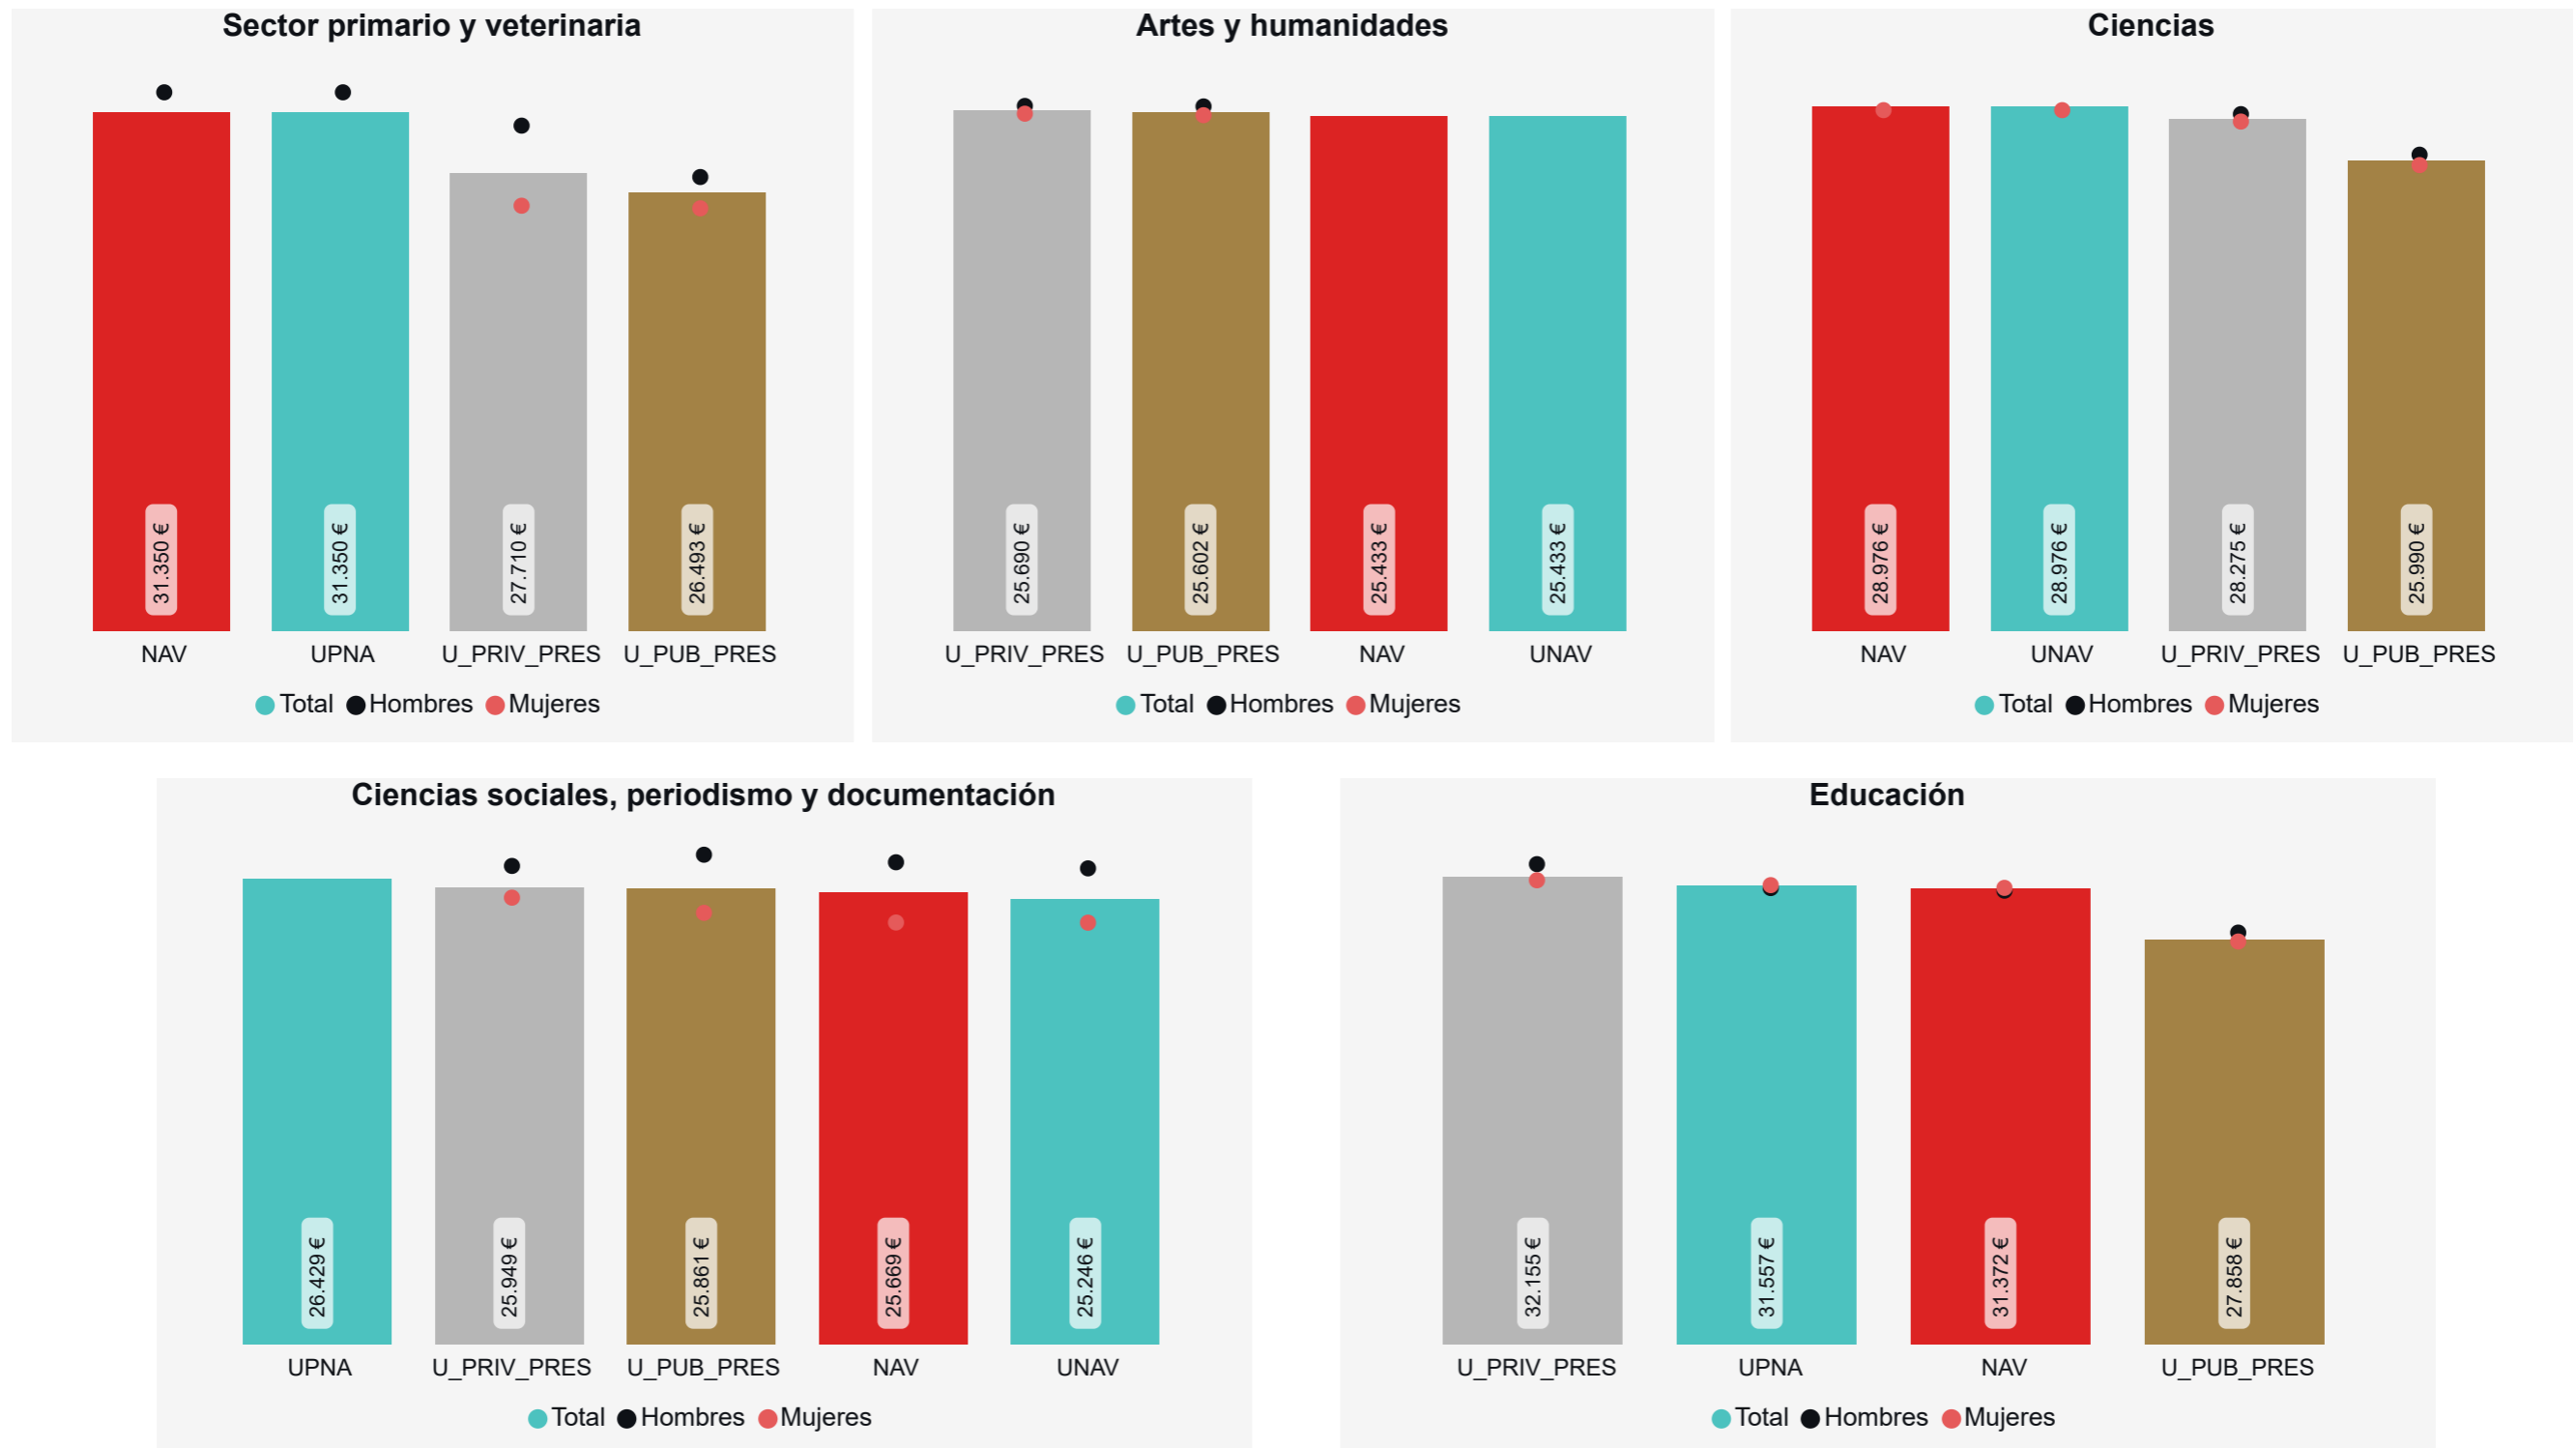 Sector primario y veterinaria
31.350 €
31.350 €
27.710 €
26.493 €
NAV UPNA U_PRIV_PRES U_PUB_PRES
Total Hombres Mujeres
Artes y humanidades
25.690 €
25.602 €
25.433 €
25.433 €
U_PRIV_PRES U_PUB_PRES NAV UNAV
Total Hombres Mujeres
Ciencias
28.976 €
28.976 €
28.275 €
25.990 €
NAV UNAV U_PRIV_PRES U_PUB_PRES
Total Hombres Mujeres
Ciencias sociales, periodismo y documentación
26.429 €
25.949 €
25.861 €
25.669 €
25.246 €
UPNA U_PRIV_PRES U_PUB_PRES NAV UNAV
Total Hombres Mujeres
Educación
32.155 €
31.557 €
31.372 €
27.858 €
U_PRIV_PRES UPNA NAV U_PUB_PRES
Total Hombres Mujeres